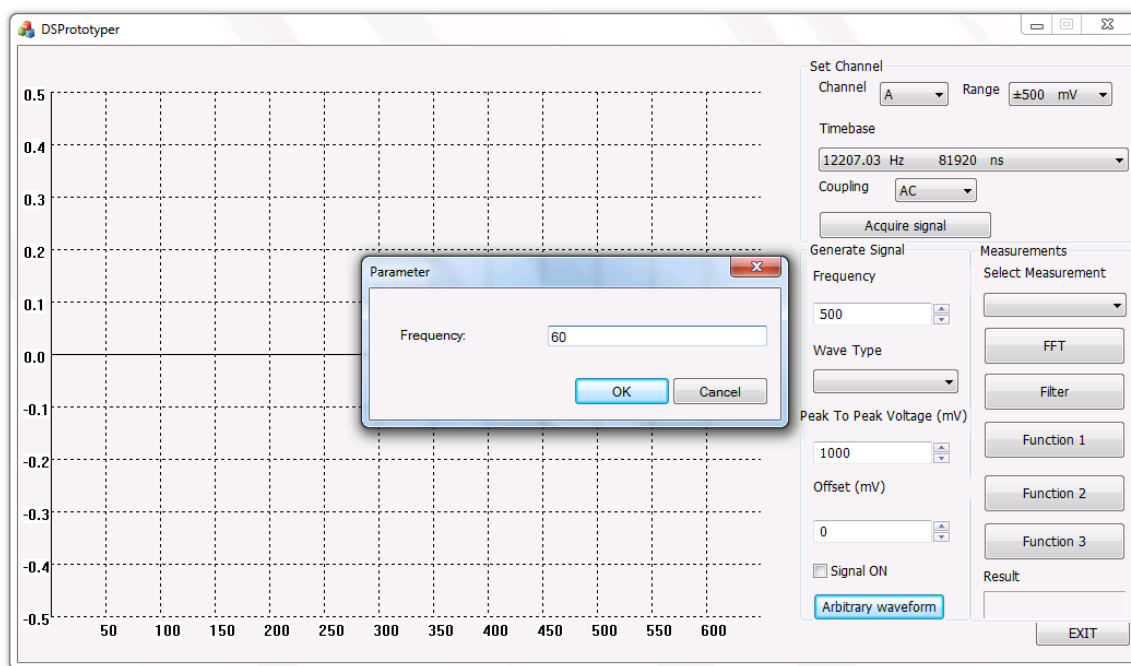 DSPrototyper
Set Channel
Channel A Range ±500 mV
Timebase
12207.03 Hz 81920 ns
Coupling AC
Acquire signal
0.5
0.4
0.3
0.2
0.1
0.0
-0.1
-0.2
-0.3
-0.4
-0.5
50 100 150 200 250 300 350 400 450 500 550 600
Parameter
Frequency: 60
OK Cancel
Generate Signal
Frequency
500
Wave Type
Peak To Peak Voltage (mV)
1000
Offset (mV)
0
Signal ON
Arbitrary waveform
Measurements
Select Measurement
FFT
Filter
Function 1
Function 2
Function 3
Result
EXIT